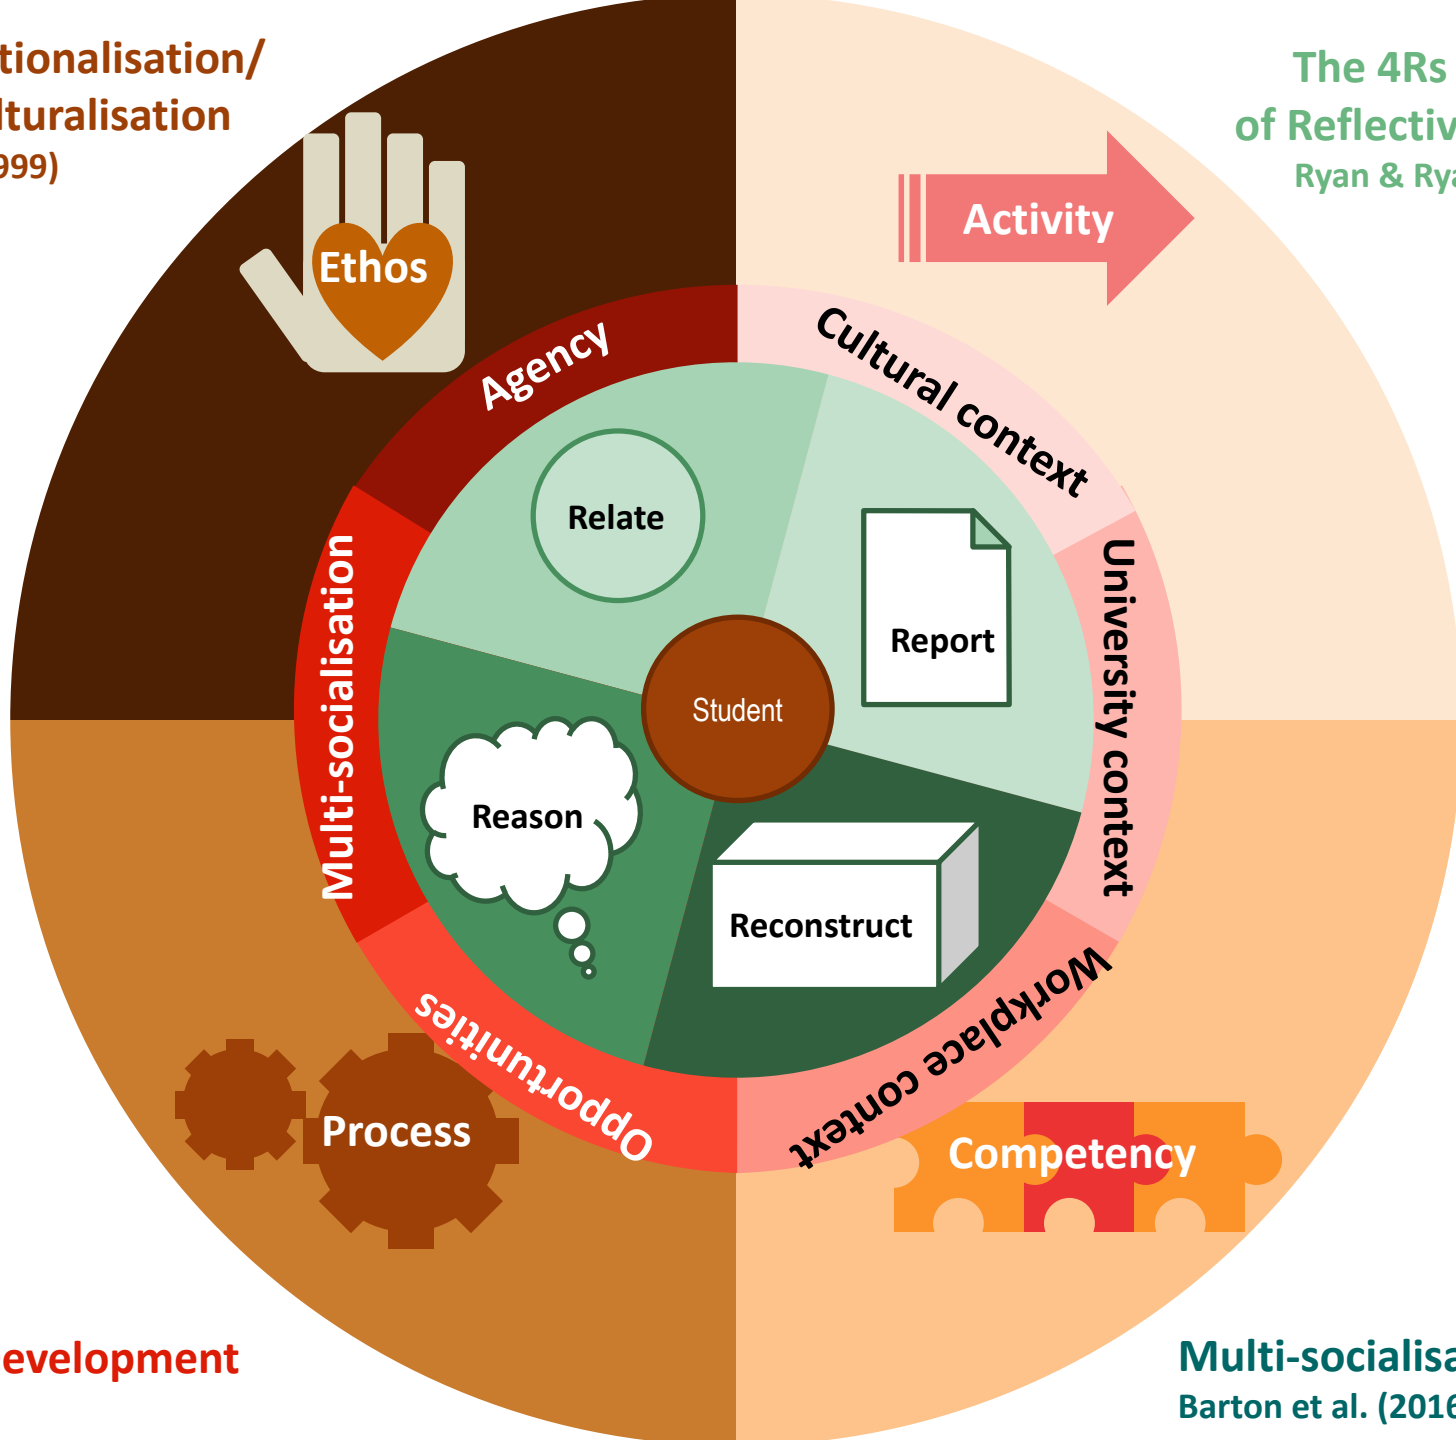 tionalisation/
lturalisation
999)
The 4Rs
of Reflectiv
Ryan & Rya
Ethos
Activity
Agency
Cultural context
Relate
Report
Multi-socialisation
University context
Student
Reason
Reconstruct
Opportunities
Workplace context
Process
Competency
evelopment
Multi-socialisa
Barton et al. (2016